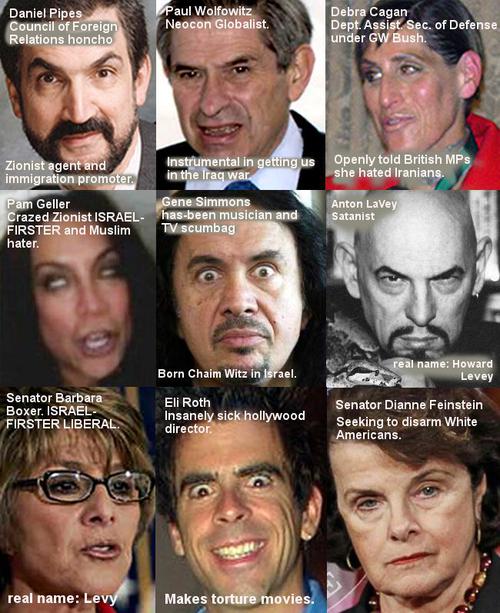 Daniel Pipes
Council of Foreign
Relations honcho
Zionist agent and
immigration promoter.
Paul Wolfowitz
Neocon Globalist.
Instrumental in getting us
in the Iraq war
Debra Cagan
Dept. Assist. Sec. of Defense
under GW Bush.
Openly told British MPs
she hated Iranians.
Pam Geller
Crazed Zionist ISRAEL-
FIRSTER and Muslim
hater.
Gene Simmons
has-been musician and
TV scumbag
Born Chaim Witz in Israel.
Anton LaVey
Satanist
real name: Howard
Levey
Senator Barbara
Boxer. ISRAEL-
FIRSTER LIBERAL.
real name: Levy
Eli Roth
Insanely sick hollywood
director.
Makes torture movies.
Senator Dianne Feinstein
Seeking to disarm White
Americans.